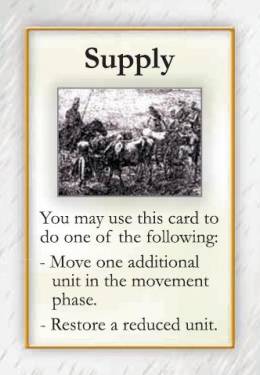 Supply
You may use this card to
do one of the following:
- Move one additional
unit in the movement
phase.
- Restore a reduced unit.